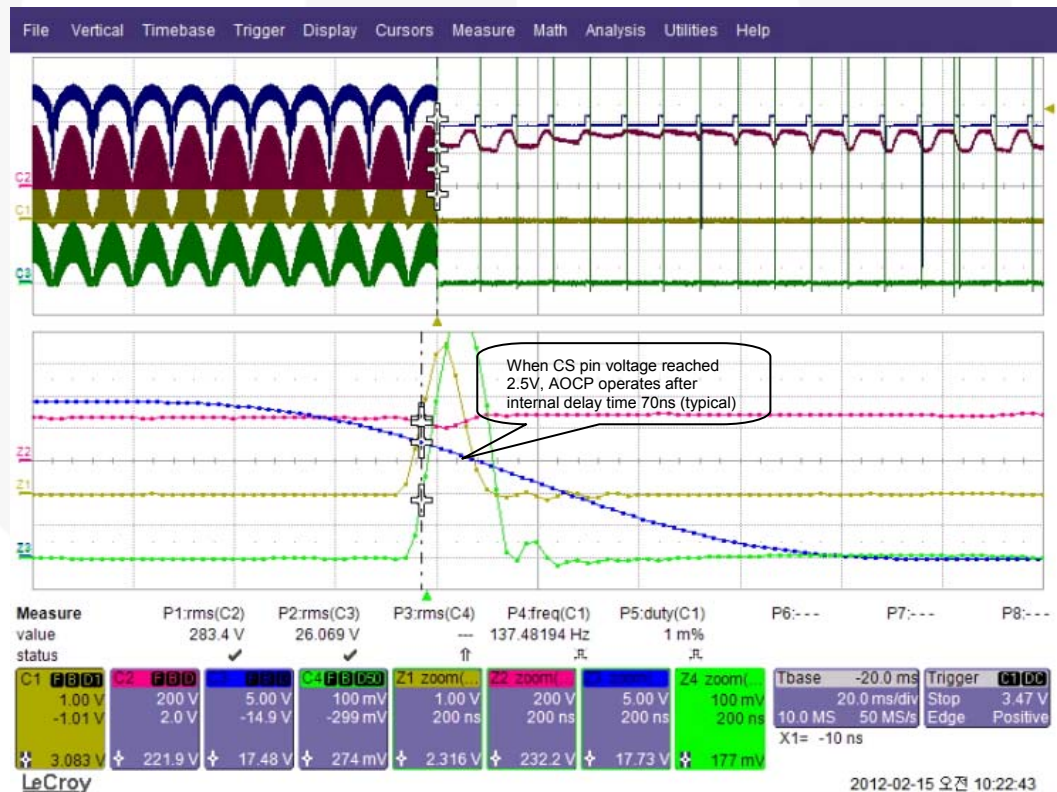 File Vertical Timebase Trigger Display Cursors Measure Math Analysis Utilities Help
C2
C1
C3
When CS pin voltage reached
2.5V, AOCP operates after
internal delay time 70ns (typical)
Z2
Z1
Z3
Measure P1:rms(C2) P2:rms(C3) P3:rms(C4) P4:freq(C1) P5:duty(C1) P6:--- P7:--- P8:---
value 283.4 V 26.069 V --- 137.48194 Hz 1 m%
status
C1 F B D1 C2 F B D C4 F B D50 Z1 zoom(... Z2 zoom(... Z4 zoom(... Tbase -20.0 ms Trigger C1 DC
1.00 V 200 V 5.00 V 100 mV 1.00 V 200 V 5.00 V 100 mV 20.0 ms/div Stop 3.47 V
-1.01 V 2.0 V -14.9 V -299 mV 200 ns 200 ns 200 ns 200 ns 10.0 MS 50 MS/s Edge Positive
X1= -10 ns
3.083 V 221.9 V 17.48 V 274 mV 2.316 V 232.2 V 17.73 V 177 mV
LeCroy 2012-02-15 오전 10:22:43